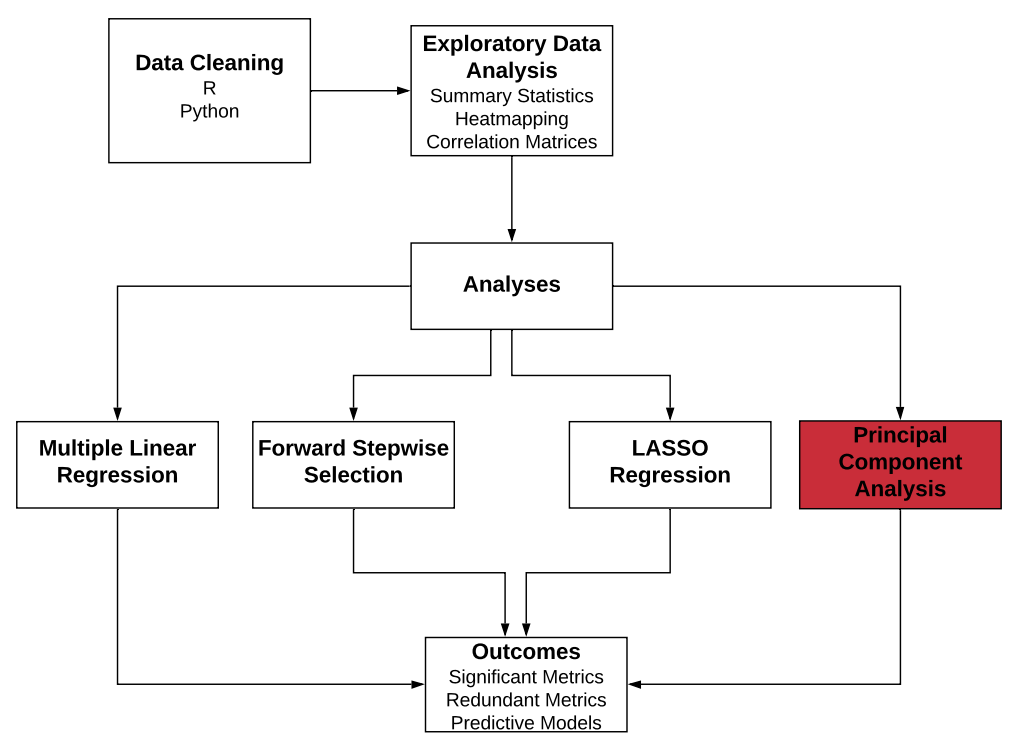 Data Cleaning
R
Python
Exploratory Data
Analysis
Summary Statistics
Heatmapping
Correlation Matrices
Analyses
Multiple Linear
Regression
Forward Stepwise
Selection
LASSO
Regression
Principal
Component
Analysis
Outcomes
Significant Metrics
Redundant Metrics
Predictive Models